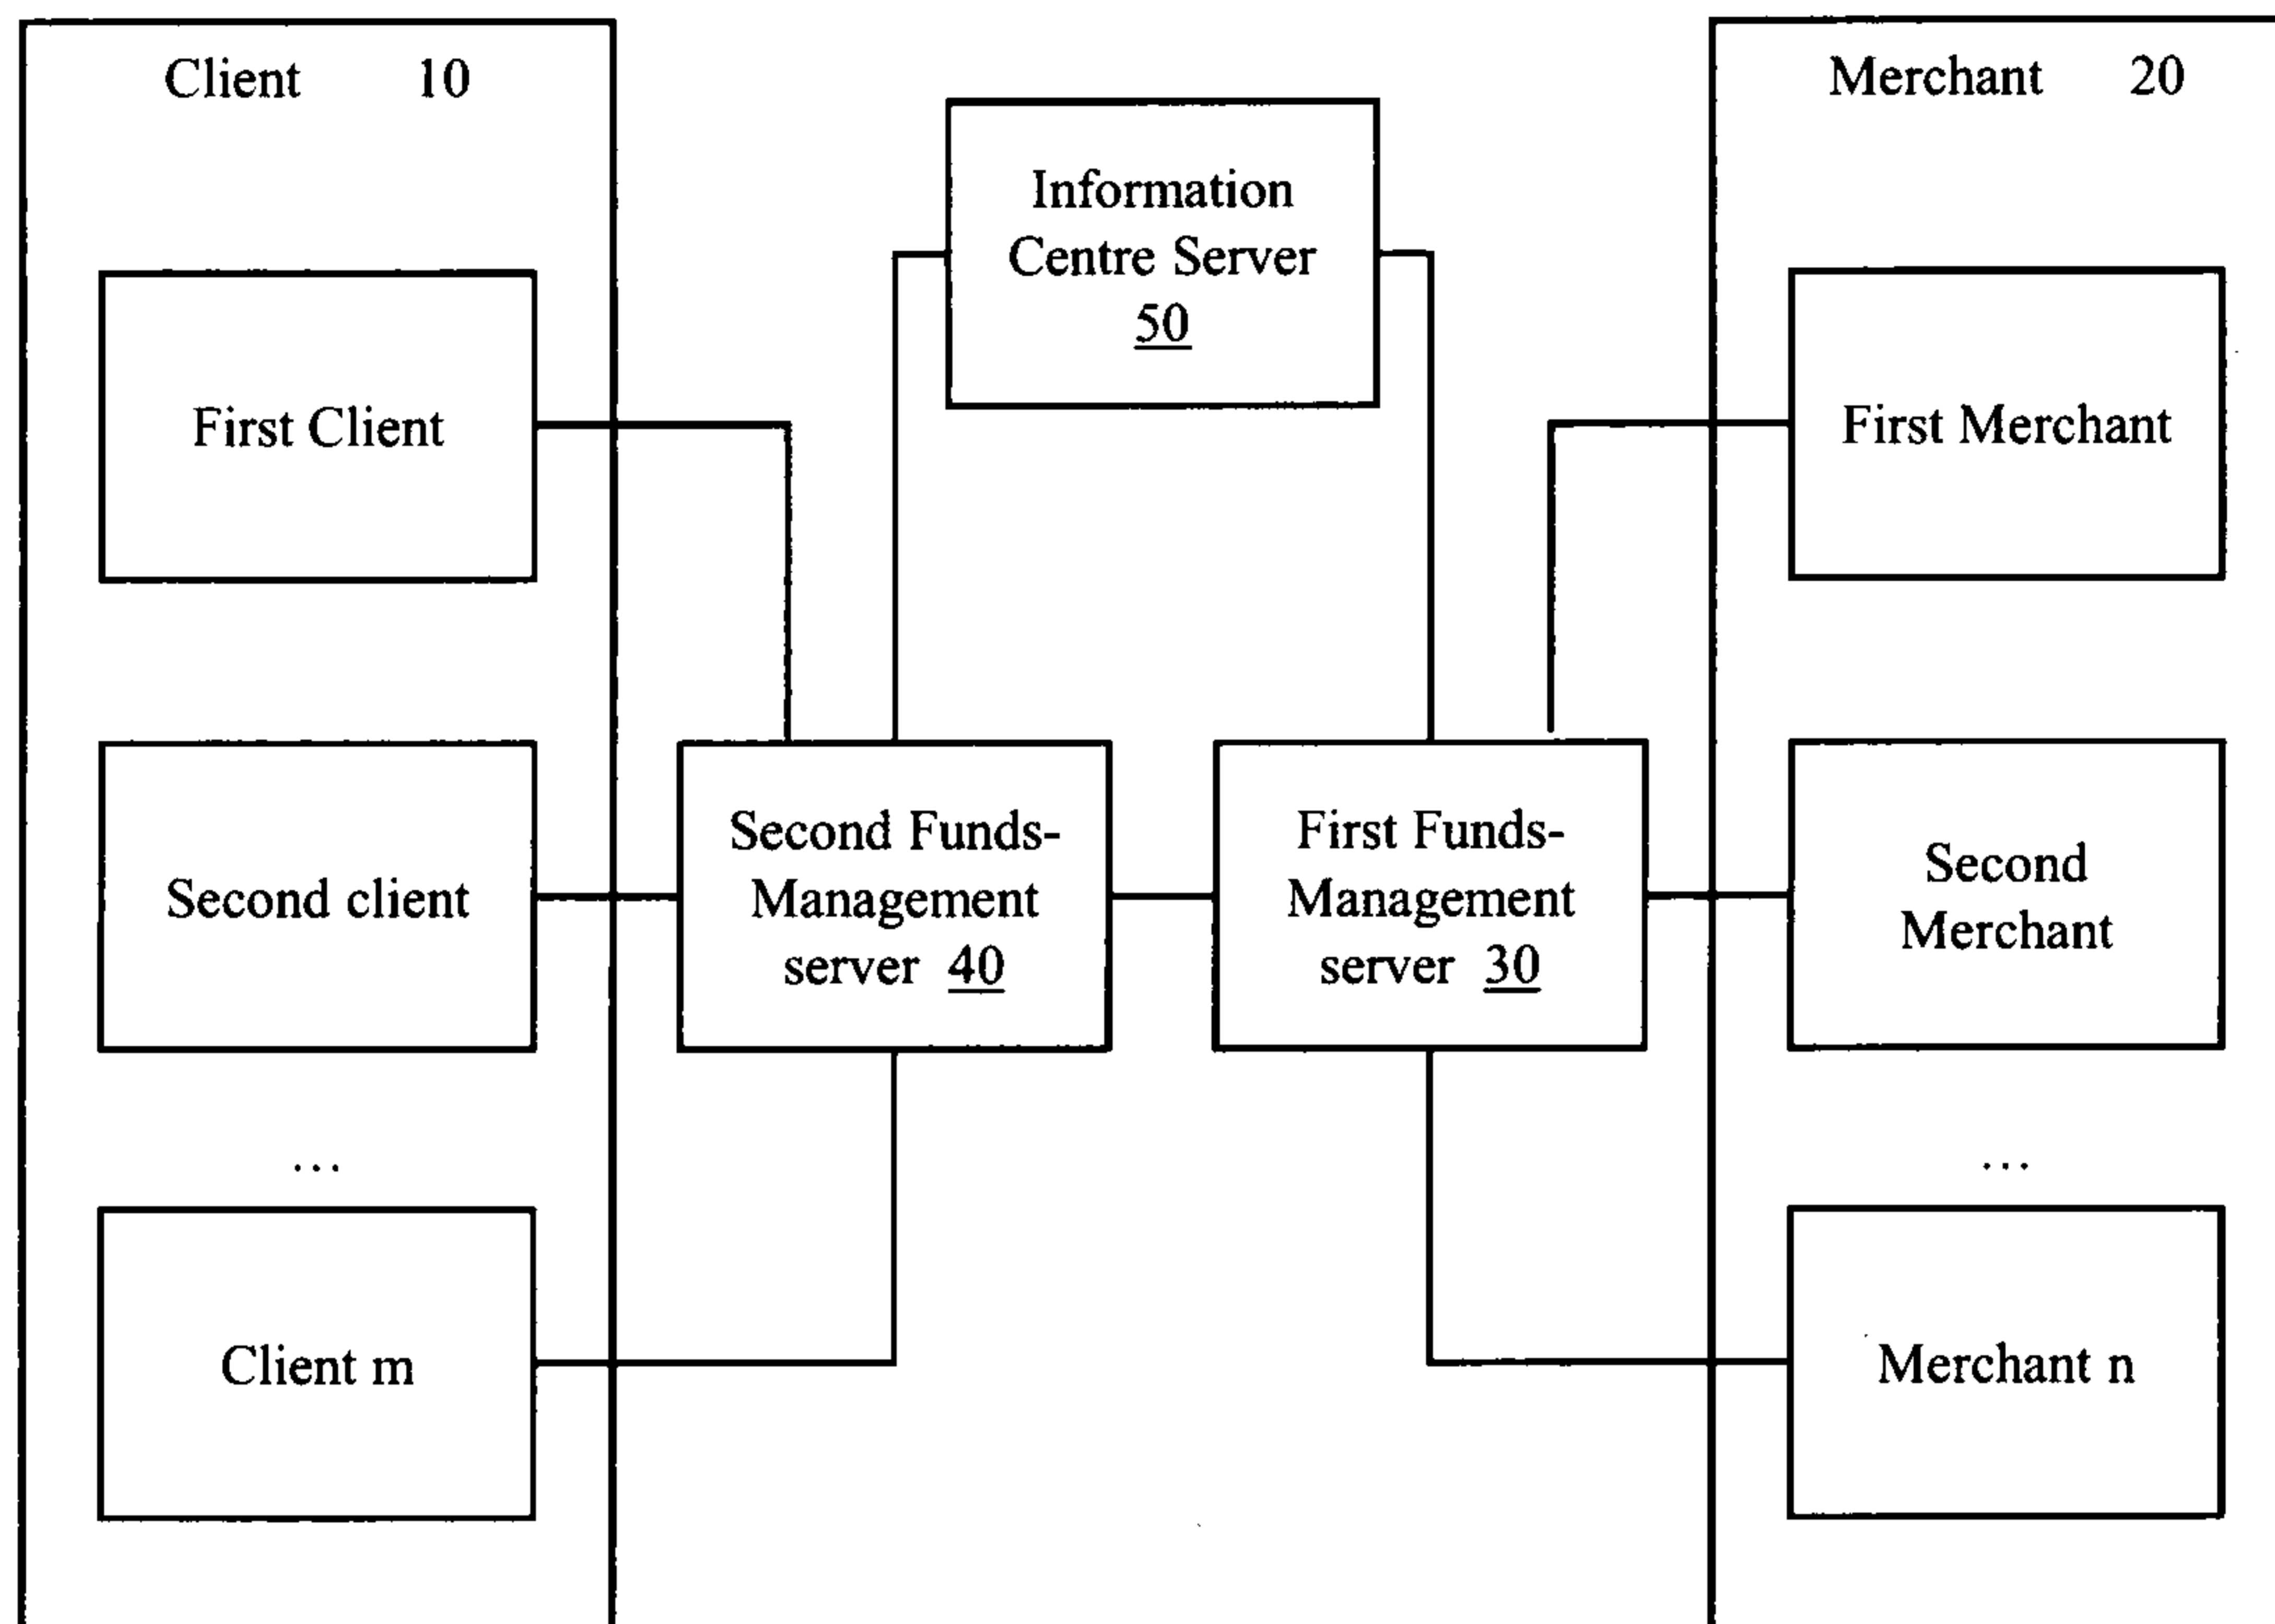 Client 10
Merchant 20
Information
Centre Server
50
First Client
First Merchant
Second client
Second Funds-
Management
server 40
First Funds-
Management
server 30
Second
Merchant
...
...
Client m
Merchant n